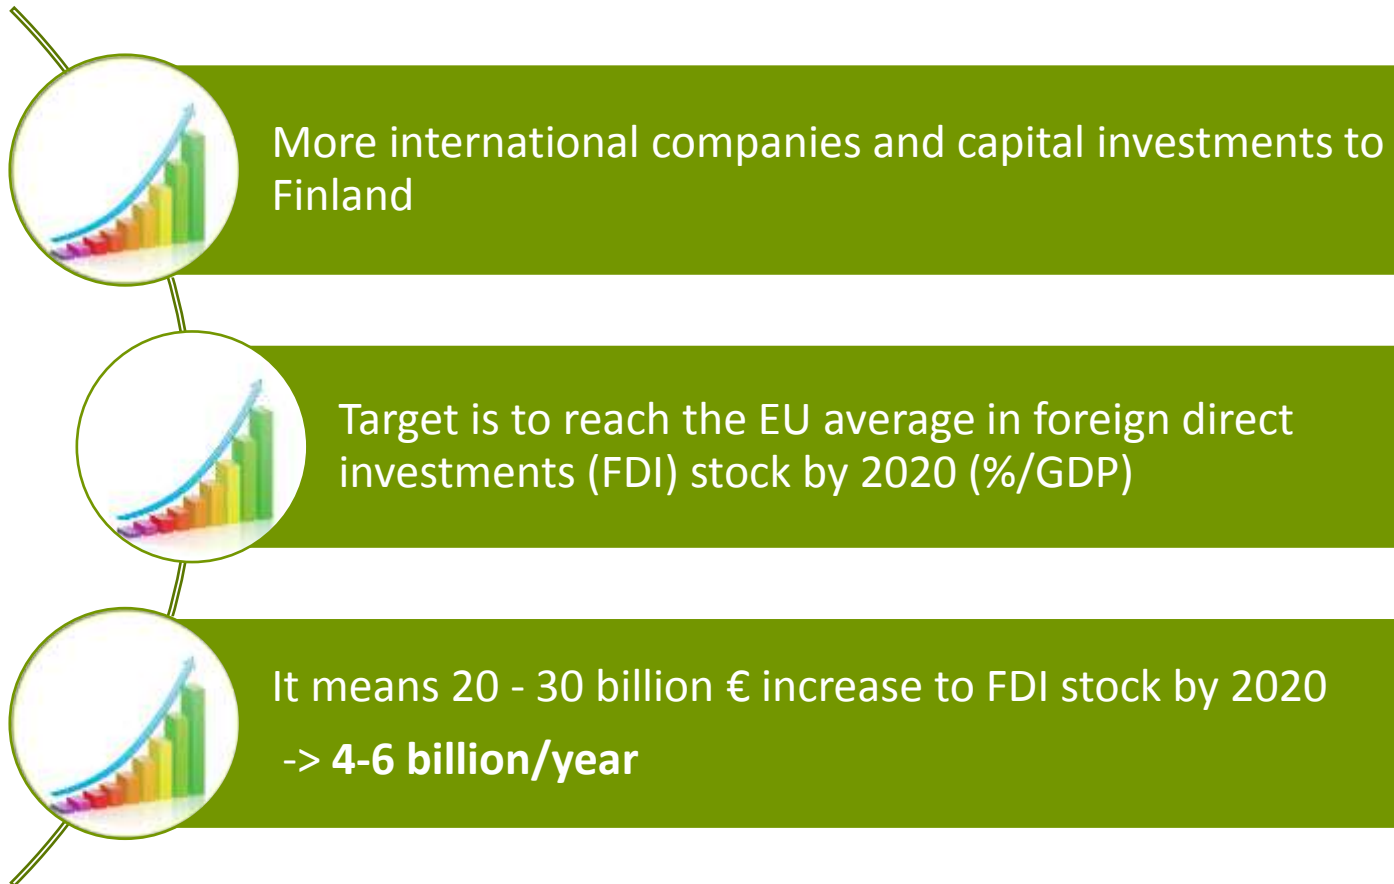 More international companies and capital investments to
Finland
Target is to reach the EU average in foreign direct
investments (FDI) stock by 2020 (%/GDP)
It means 20 - 30 billion € increase to FDI stock by 2020
-> 4-6 billion/year